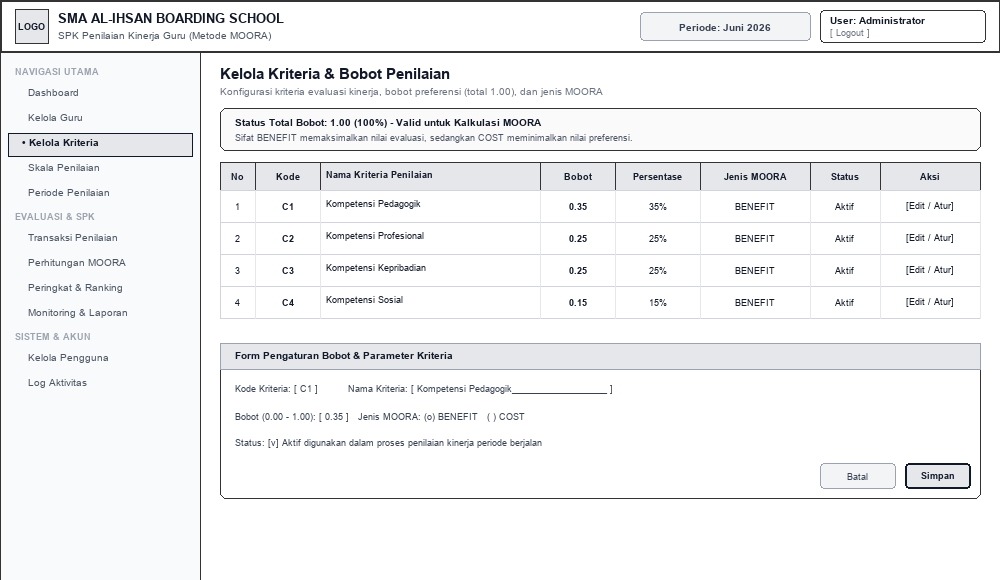 LOGO
SMA AL-IHSAN BOARDING SCHOOL
SPK Penilaian Kinerja Guru (Metode MOORA)
Periode: Juni 2026
User: Administrator
[ Logout ]
NAVIGASI UTAMA
Dashboard
Kelola Guru
• Kelola Kriteria
Skala Penilaian
Periode Penilaian
EVALUASI & SPK
Transaksi Penilaian
Perhitungan MOORA
Peringkat & Ranking
Monitoring & Laporan
SISTEM & AKUN
Kelola Pengguna
Log Aktivitas
Kelola Kriteria & Bobot Penilaian
Konfigurasi kriteria evaluasi kinerja, bobot preferensi (total 1.00), dan jenis MOORA
Status Total Bobot: 1.00 (100%) - Valid untuk Kalkulasi MOORA
Sifat BENEFIT memaksimalkan nilai evaluasi, sedangkan COST meminimalkan nilai preferensi.
No Kode Nama Kriteria Penilaian Bobot Persentase Jenis MOORA Status Aksi
1 C1 Kompetensi Pedagogik 0.35 35% BENEFIT Aktif [Edit / Atur]
2 C2 Kompetensi Profesional 0.25 25% BENEFIT Aktif [Edit / Atur]
3 C3 Kompetensi Kepribadian 0.25 25% BENEFIT Aktif [Edit / Atur]
4 C4 Kompetensi Sosial 0.15 15% BENEFIT Aktif [Edit / Atur]
Form Pengaturan Bobot & Parameter Kriteria
Kode Kriteria: [ C1 ] Nama Kriteria: [ Kompetensi Pedagogik___________________ ]
Bobot (0.00 - 1.00): [ 0.35 ] Jenis MOORA: (o) BENEFIT ( ) COST
Status: [v] Aktif digunakan dalam proses penilaian kinerja periode berjalan
Batal
Simpan